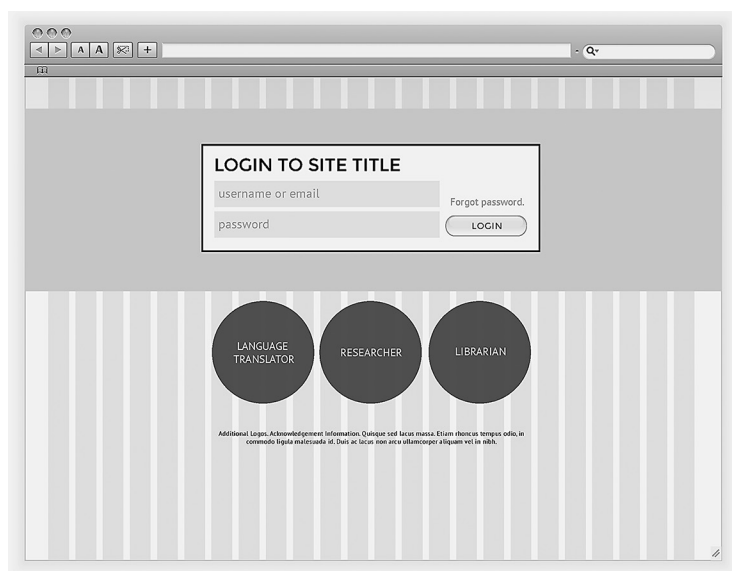 A A +
LOGIN TO SITE TITLE
username or email
Forgot password.
password
LOGIN
LANGUAGE
TRANSLATOR
RESEARCHER
LIBRARIAN
Additional Logos. Acknowledgement Information. Quisque sed lacus massa. Etiam rhoncus tempus odio, in
commodo ligula malesuada id. Duis ac lacus non arcu ullamcorper aliquam vel in nibh.